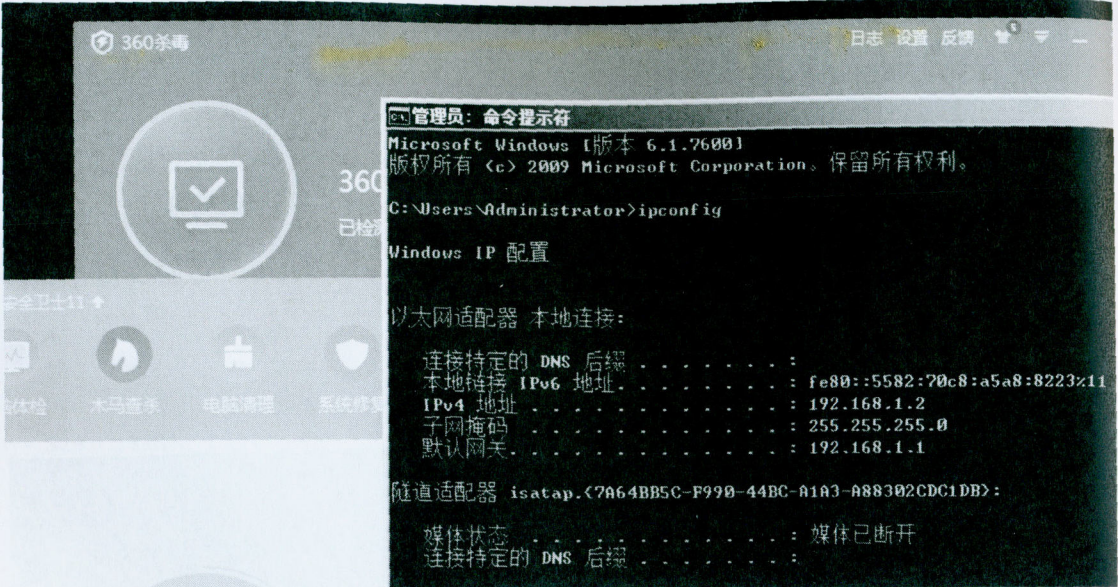 360杀毒
日志 设置 反馈
5
管理员: 命令提示符
Microsoft Windows [版本 6.1.7600]
版权所有 (c) 2009 Microsoft Corporation。保留所有权利。
360
已检测
C:\Users\Administrator>ipconfig
Windows IP 配置
安全卫士11
以太网适配器 本地连接:
连接特定的 DNS 后缀 . . . . . . . :
本地链接 IPv6 地址. . . . . . . . : fe80::5582:70c8:a5a8:8223%11
IPv4 地址 . . . . . . . . . . . . : 192.168.1.2
子网掩码 . . . . . . . . . . . . : 255.255.255.0
默认网关. . . . . . . . . . . . . : 192.168.1.1
体检 木马查杀 电脑清理 系统修复
隧道适配器 isatap.{7A64BB5C-F990-44BC-A1A3-A88302CDC1DB}:
媒体状态 . . . . . . . . . . . . : 媒体已断开
连接特定的 DNS 后缀 . . . . . . . :